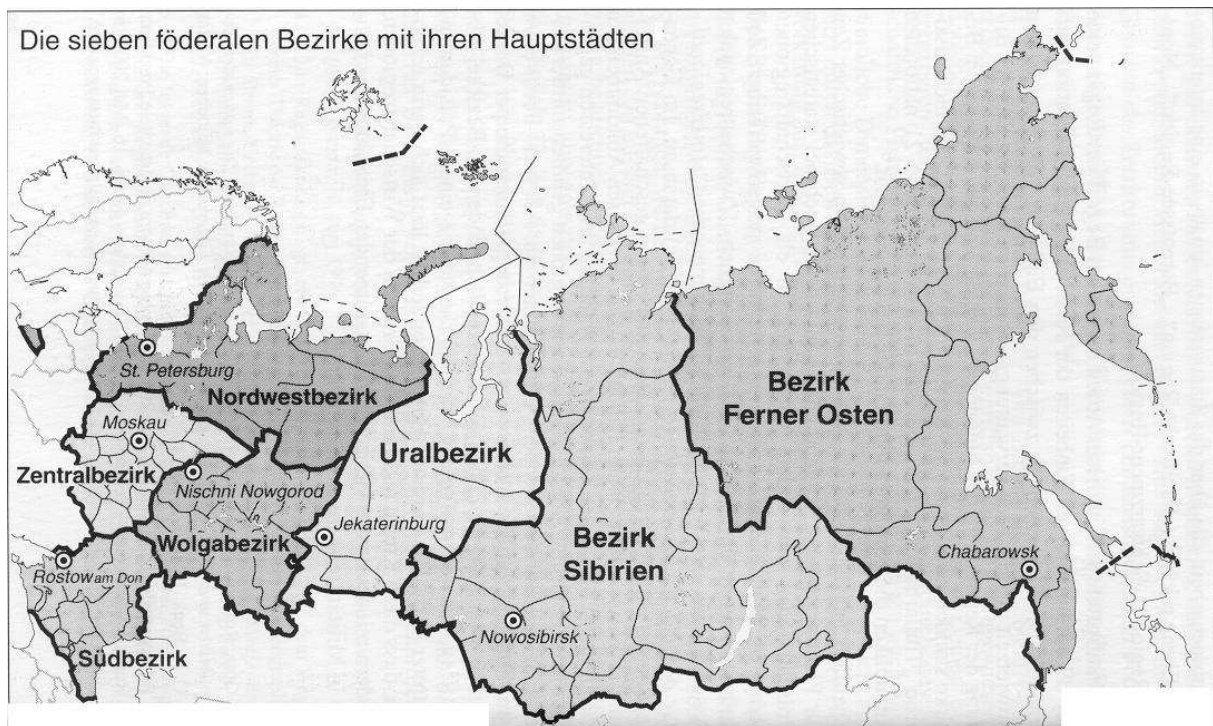 Die sieben föderalen Bezirke mit ihren Hauptstädten
St. Petersburg
Nordwestbezirk
Moskau
Zentralbezirk
Nischni Nowgorod
Wolgabezirk
Rostow am Don
Südbezirk
Uralbezirk
Jekaterinburg
Bezirk
Sibirien
Nowosibirsk
Bezirk
Ferner Osten
Chabarowsk